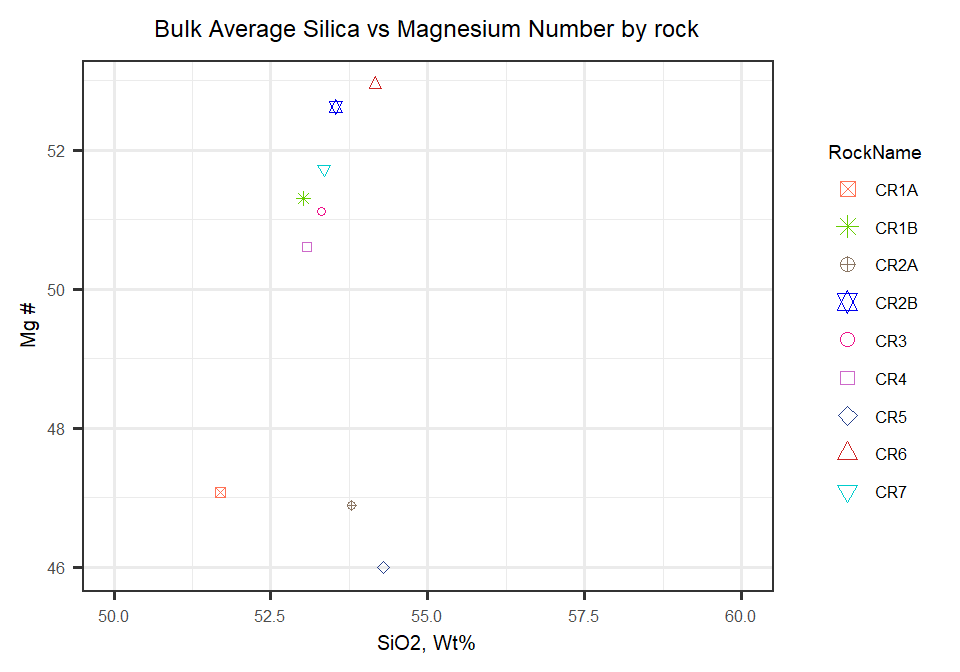 Bulk Average Silica vs Magnesium Number by rock
52
50
48
46
Mg #
50.0 52.5 55.0 57.5 60.0
SiO2, Wt%
RockName
CR1A
CR1B
CR2A
CR2B
CR3
CR4
CR5
CR6
CR7